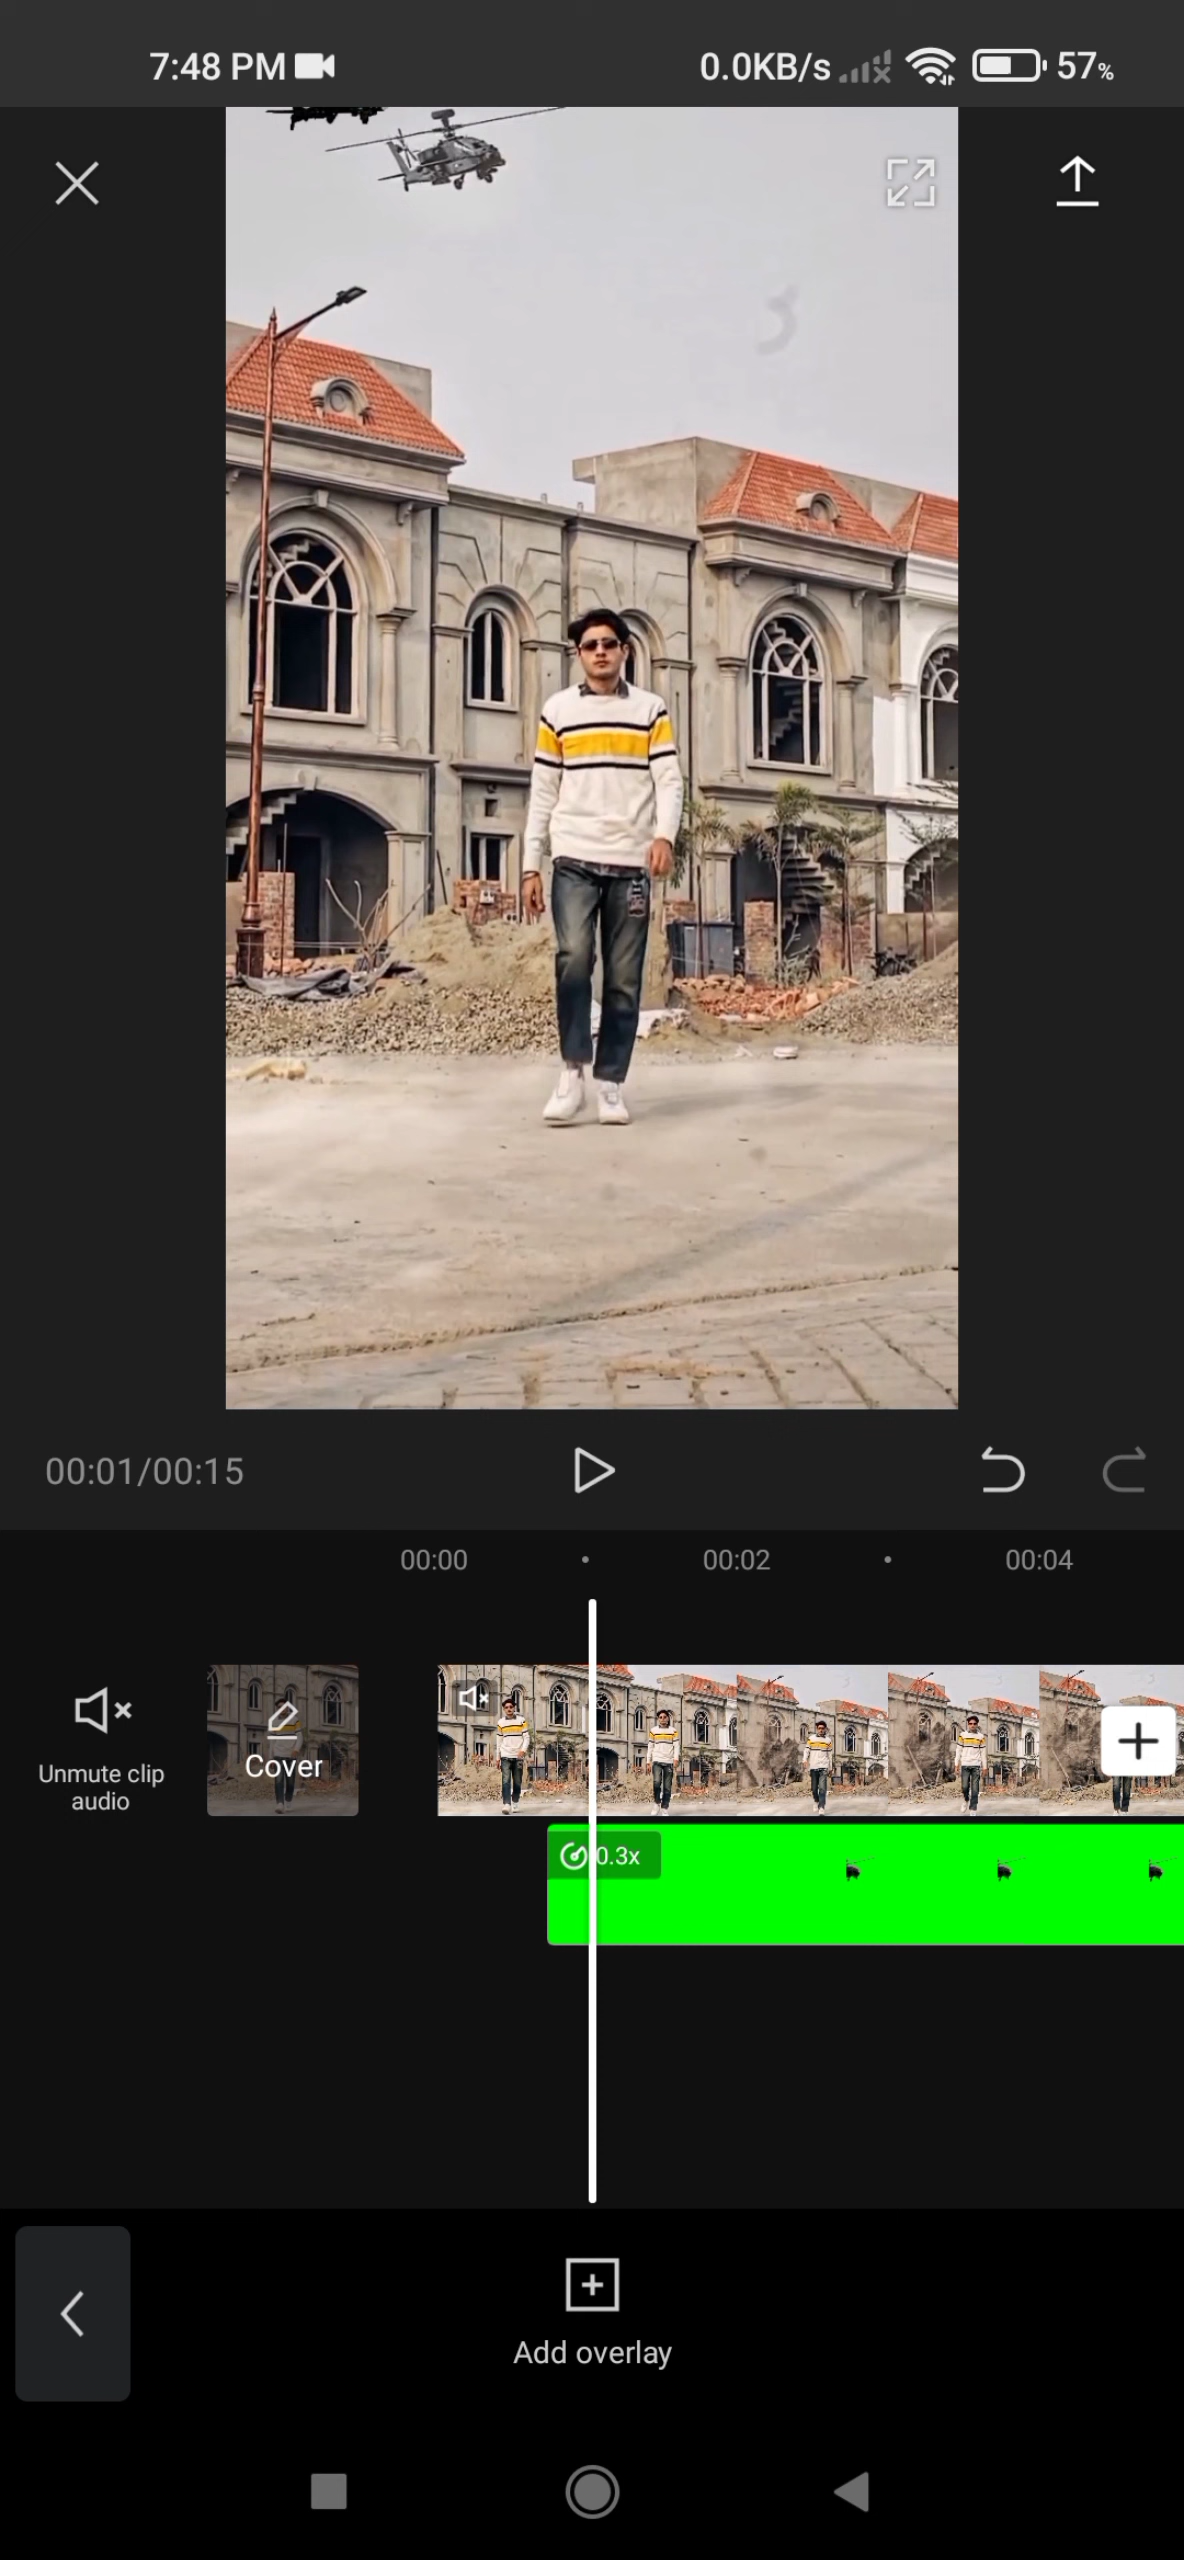 7:48 PM
0.0KB/s
57%
00:01/00:15
00:00
00:02
00:04
Unmute clip
audio
Cover
0.3x
Add overlay